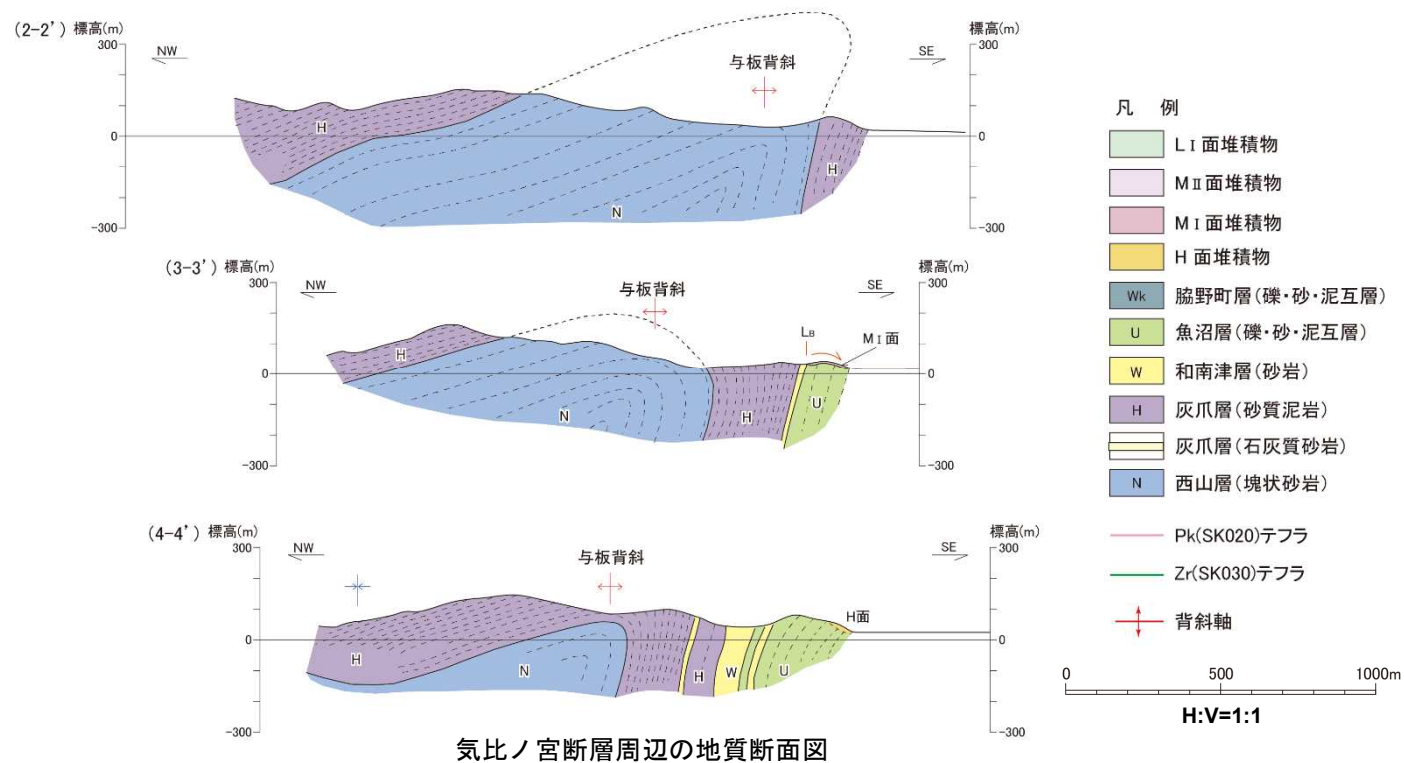 (2-2') 標高(m)
標高(m)
300
0
-300
NW
与板背斜
SE
300
0
-300
H
N
H
(3-3') 標高(m)
標高(m)
300
0
-300
NW
与板背斜
SE
300
0
-300
LB
MⅠ面
H
N
H
U
(4-4') 標高(m)
標高(m)
300
0
-300
NW
与板背斜
SE
300
0
-300
H面
H
N
H
W
U
凡 例
LⅠ面堆積物
MⅡ面堆積物
MⅠ面堆積物
H面堆積物
Wk 脇野町層(礫・砂・泥互層)
U 魚沼層(礫・砂・泥互層)
W 和南津層(砂岩)
H 灰爪層(砂質泥岩)
灰爪層(石灰質砂岩)
N 西山層(塊状砂岩)
Pk(SK020)テフラ
Zr(SK030)テフラ
背斜軸
0 500 1000m
H:V=1:1
気比ノ宮断層周辺の地質断面図